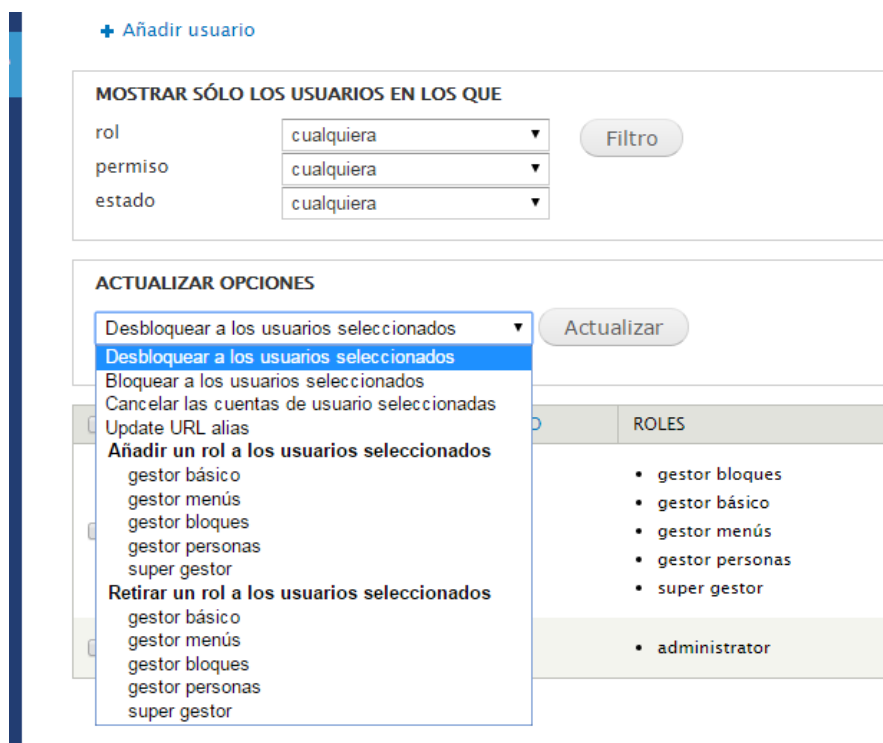 Añadir usuario
MOSTRAR SÓLO LOS USUARIOS EN LOS QUE
rol cualquiera Filtro
permiso cualquiera
estado cualquiera
ACTUALIZAR OPCIONES
Desbloquear a los usuarios seleccionados Actualizar
Desbloquear a los usuarios seleccionados
Bloquear a los usuarios seleccionados
Cancelar las cuentas de usuario seleccionadas
Update URL alias
Añadir un rol a los usuarios seleccionados
gestor básico
gestor menús
gestor bloques
gestor personas
super gestor
Retirar un rol a los usuarios seleccionados
gestor básico
gestor menús
gestor bloques
gestor personas
super gestor
ROLES
• gestor bloques
• gestor básico
• gestor menús
• gestor personas
• super gestor
• administrator